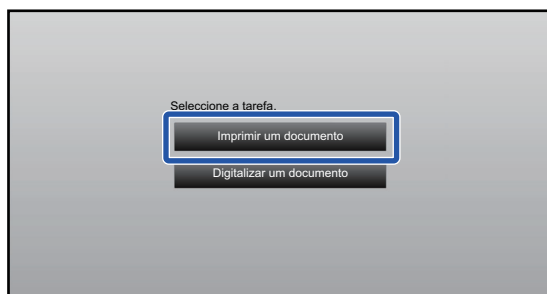 Seleccione a tarefa.
Imprimir um documento
Digitalizar um documento